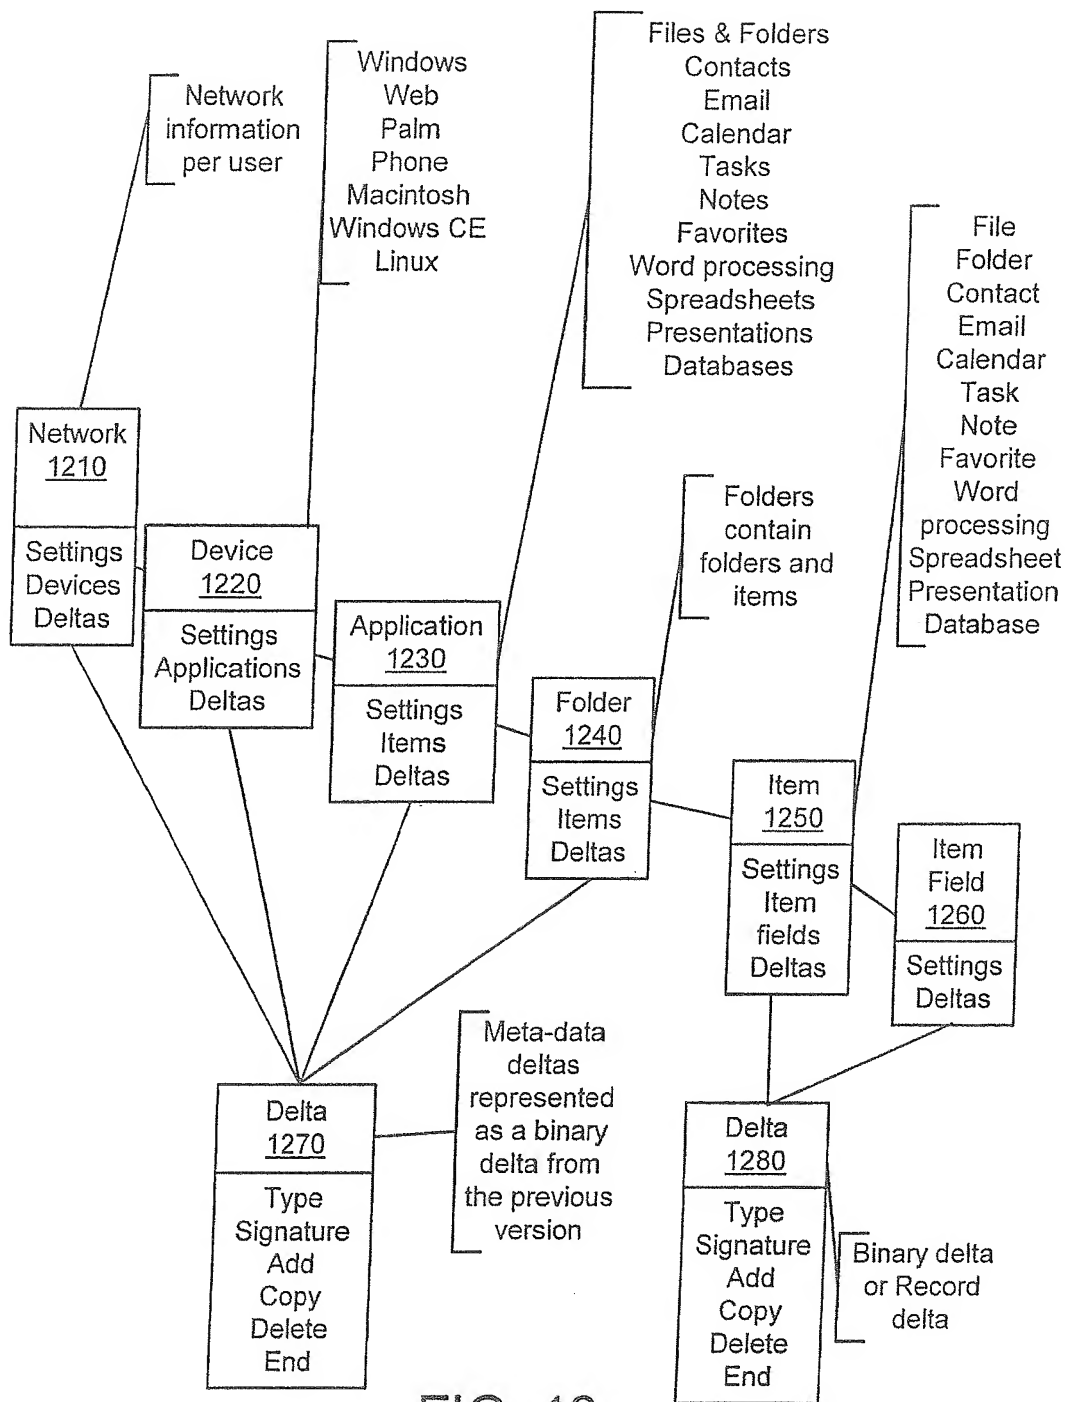 Network
information
per user
Windows
Web
Palm
Phone
Macintosh
Windows CE
Linux
Files & Folders
Contacts
Email
Calendar
Tasks
Notes
Favorites
Word processing
Spreadsheets
Presentations
Databases
File
Folder
Contact
Email
Calendar
Task
Note
Favorite
Word
processing
Spreadsheet
Presentation
Database
Folders
contain
folders and
items
Network
1210
Settings
Devices
Deltas
Device
1220
Settings
Applications
Deltas
Application
1230
Settings
Items
Deltas
Folder
1240
Settings
Items
Deltas
Item
1250
Settings
Item
fields
Deltas
Item
Field
1260
Settings
Deltas
Delta
1270
Type
Signature
Add
Copy
Delete
End
Meta-data
deltas
represented
as a binary
delta from
the previous
version
Delta
1280
Type
Signature
Add
Copy
Delete
End
Binary delta
or Record
delta